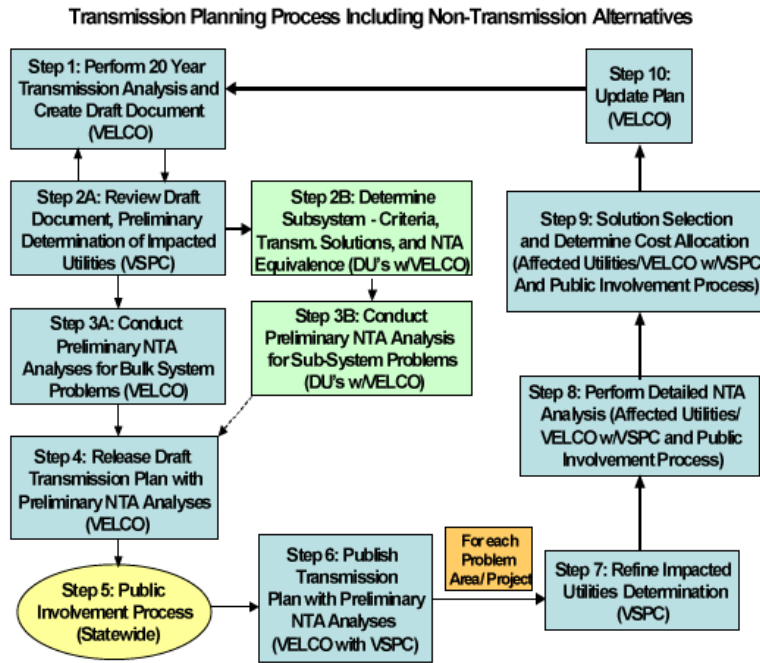 Transmission Planning Process Including Non-Transmission Alternatives
Step 1: Perform 20 Year
Transmission Analysis and
Create Draft Document
(VELCO)
Step 10:
Update Plan
(VELCO)
Step 2A: Review Draft
Document, Preliminary
Determination of Impacted
Utilities (VSPC)
Step 2B: Determine
Subsystem - Criteria,
Transm. Solutions, and NTA
Equivalence (DU's w/VELCO)
Step 9: Solution Selection
and Determine Cost Allocation
(Affected Utilities/VELCO w/VSPC
And Public Involvement Process)
Step 3A: Conduct
Preliminary NTA
Analyses for Bulk System
Problems (VELCO)
Step 3B: Conduct
Preliminary NTA Analysis
for Sub-System Problems
(DU's w/VELCO)
Step 8: Perform Detailed NTA
Analysis (Affected Utilities/
VELCO w/VSPC and Public
Involvement Process)
Step 4: Release Draft
Transmission Plan with
Preliminary NTA Analyses
(VELCO)
Step 5: Public
Involvement Process
(Statewide)
Step 6: Publish
Transmission
Plan with Preliminary
NTA Analyses
(VELCO with VSPC)
For each
Problem
Area/ Project
Step 7: Refine Impacted
Utilities Determination
(VSPC)